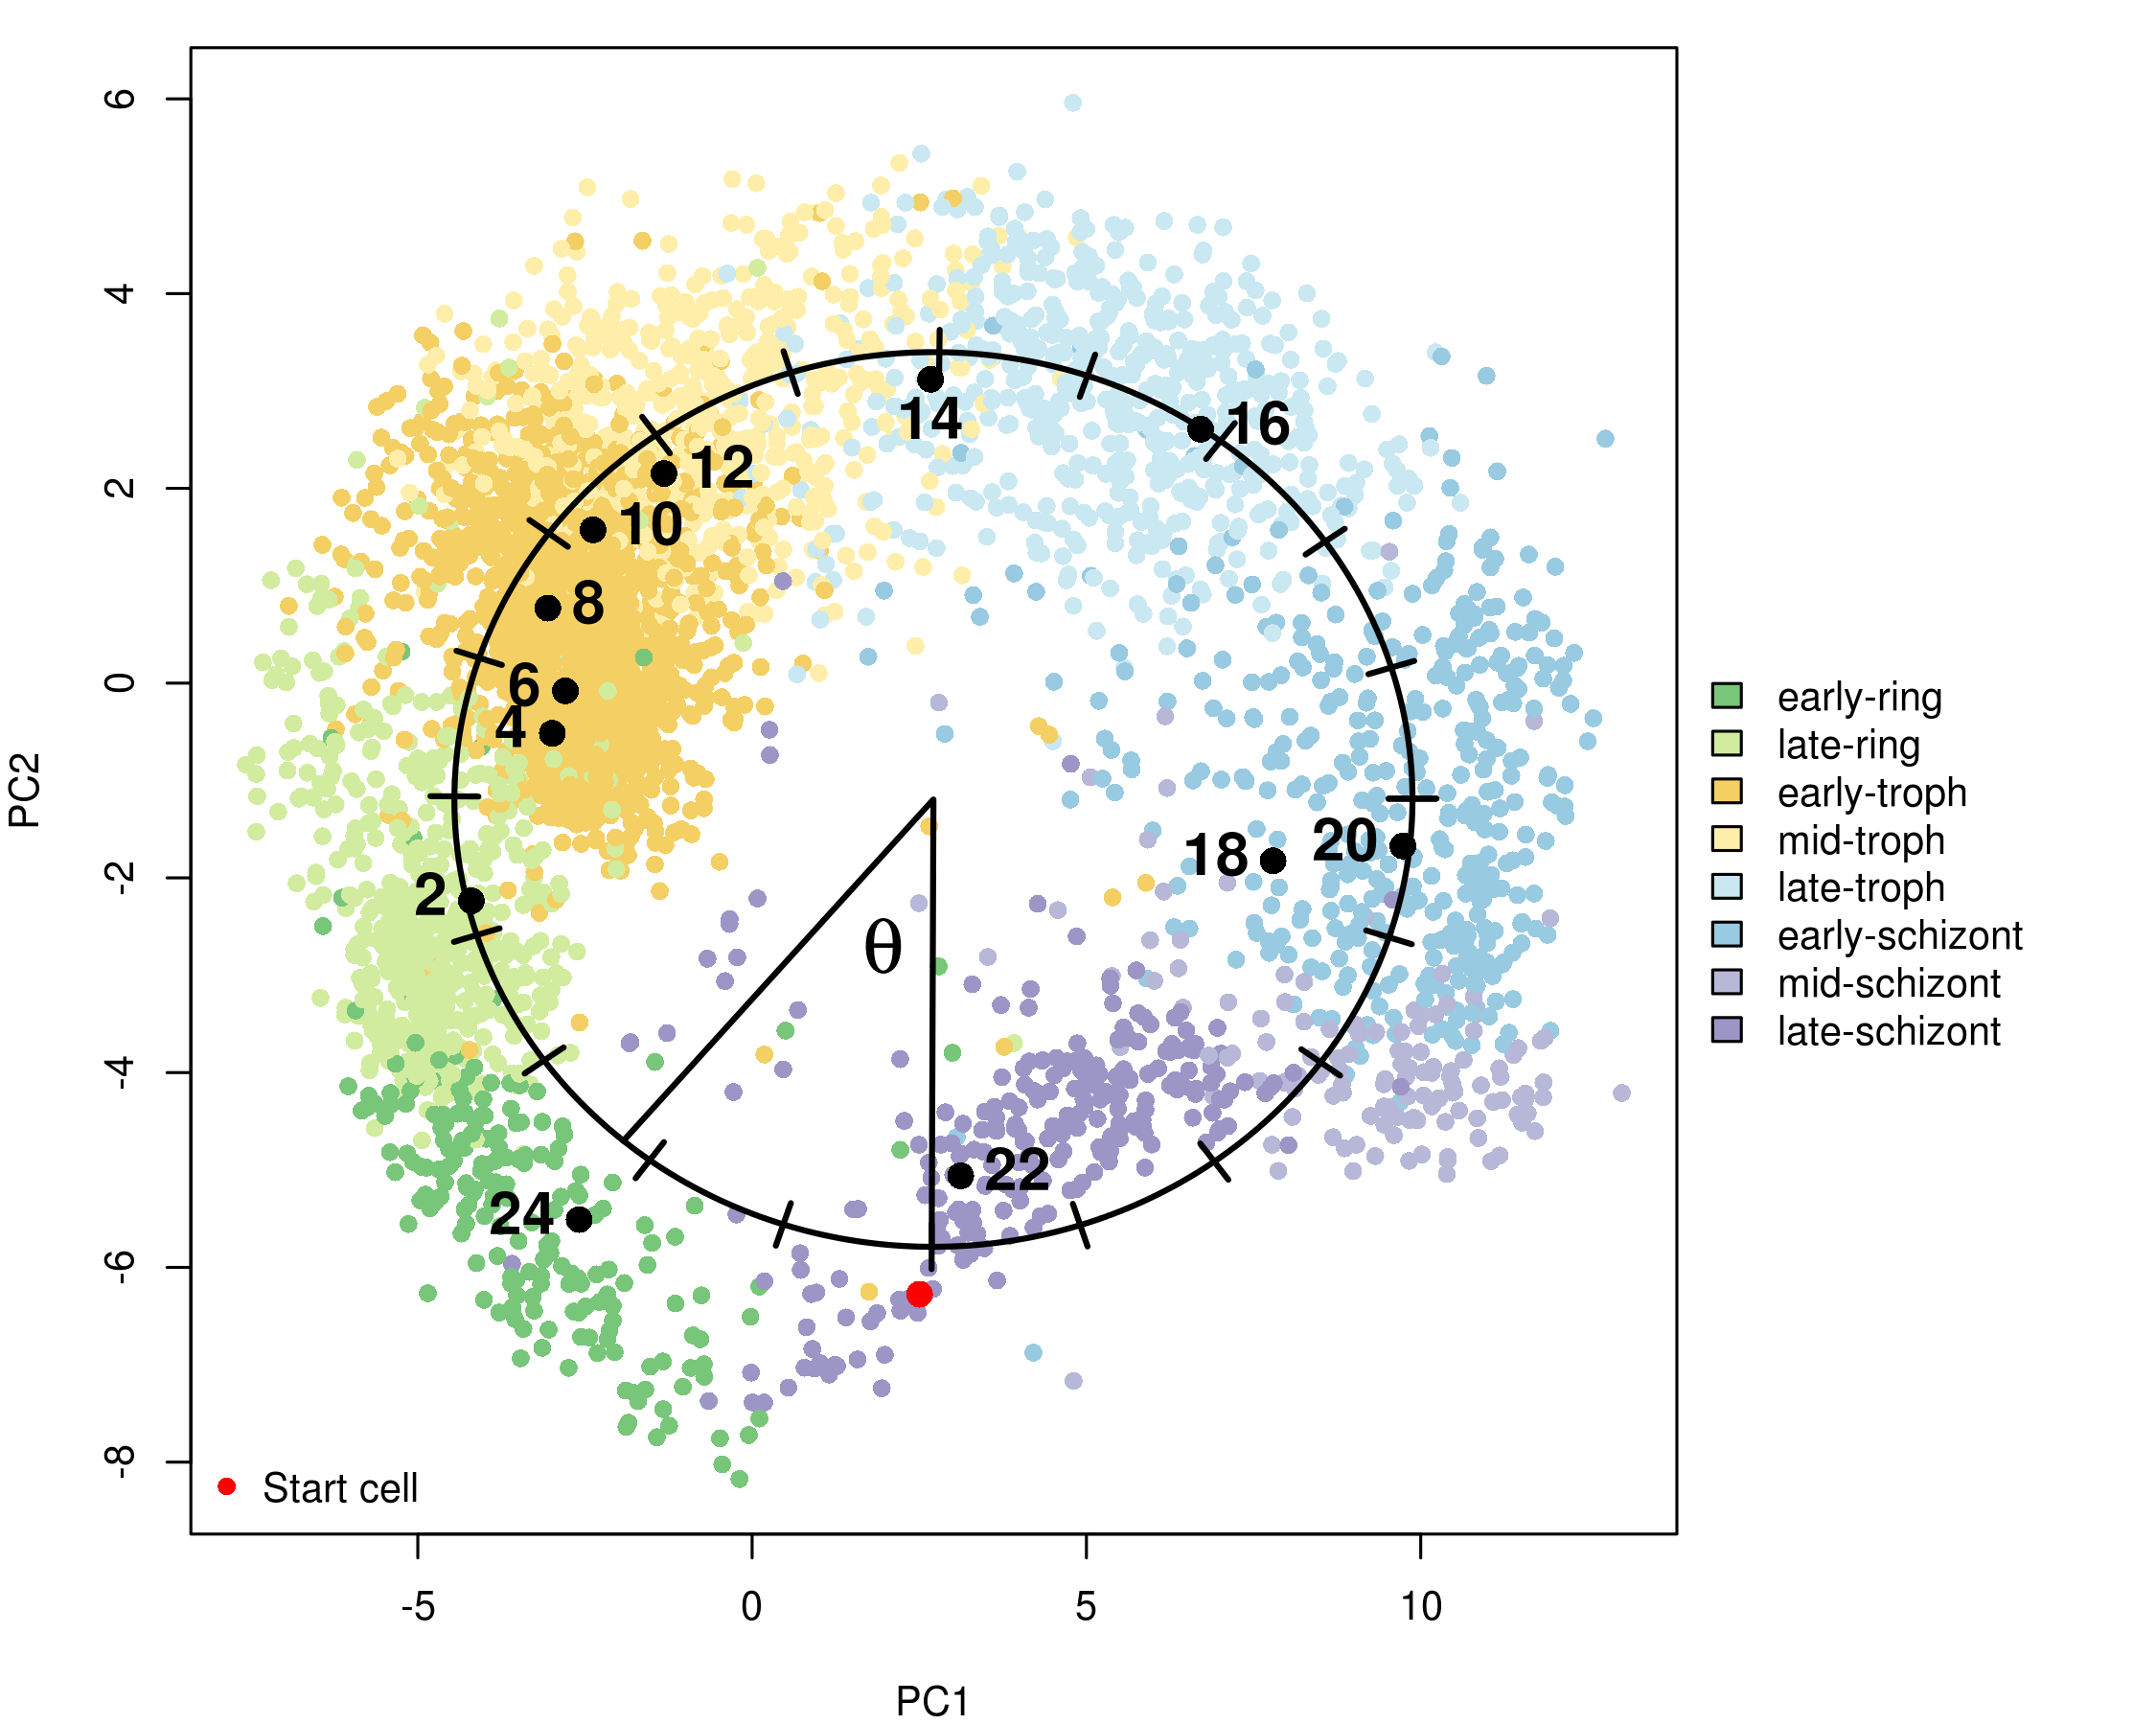 6
4
2
0
-2
-4
-6
-8
PC2
14
16
12
10
8
6
4
2
18
20
22
24
θ
early-ring
late-ring
early-troph
mid-troph
late-troph
early-schizont
mid-schizont
late-schizont
Start cell
-5 0 5 10
PC1